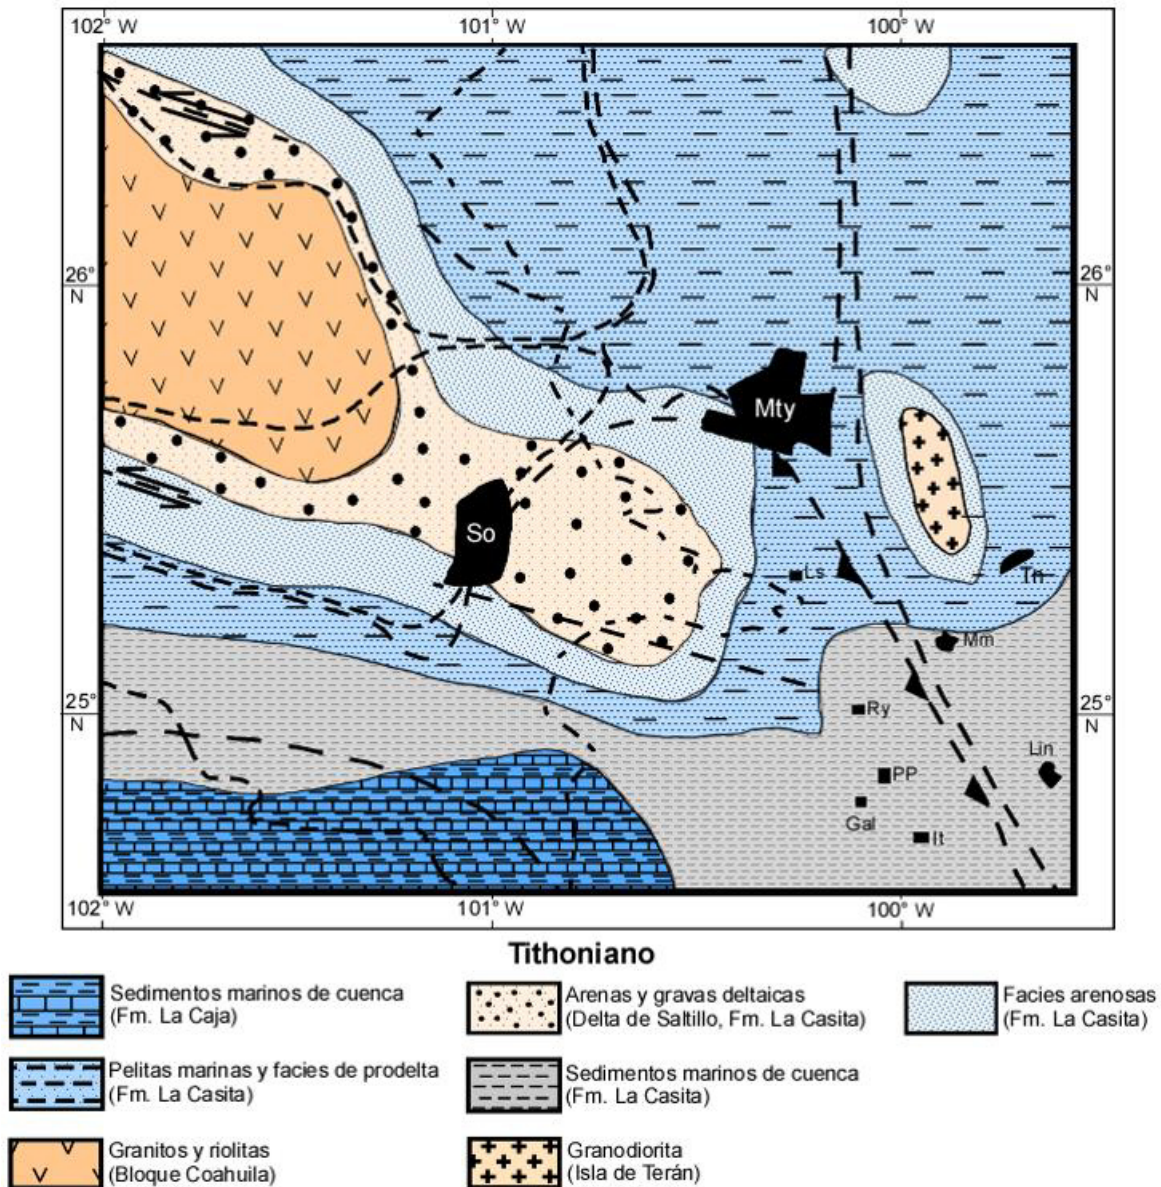 102° W 101° W 100° W
26° N 26° N
Mty
So
Ls
Tn
Mm
25° N 25° N
Ry
Lin
PP
Gal
It
102° W 101° W 100° W
Tithoniano
Sedimentos marinos de cuenca
(Fm. La Caja)
Arenas y gravas deltaicas
(Delta de Saltillo, Fm. La Casita)
Facies arenosas
(Fm. La Casita)
Pelitas marinas y facies de prodelta
(Fm. La Casita)
Sedimentos marinos de cuenca
(Fm. La Casita)
Granitos y riolitas
(Bloque Coahuila)
Granodiorita
(Isla de Terán)